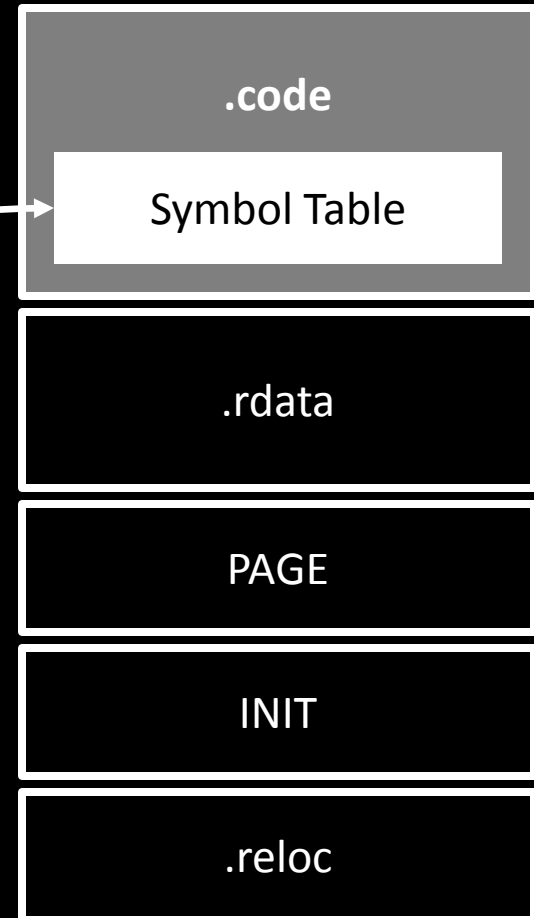 .code
Symbol Table
.rdata
PAGE
INIT
.reloc